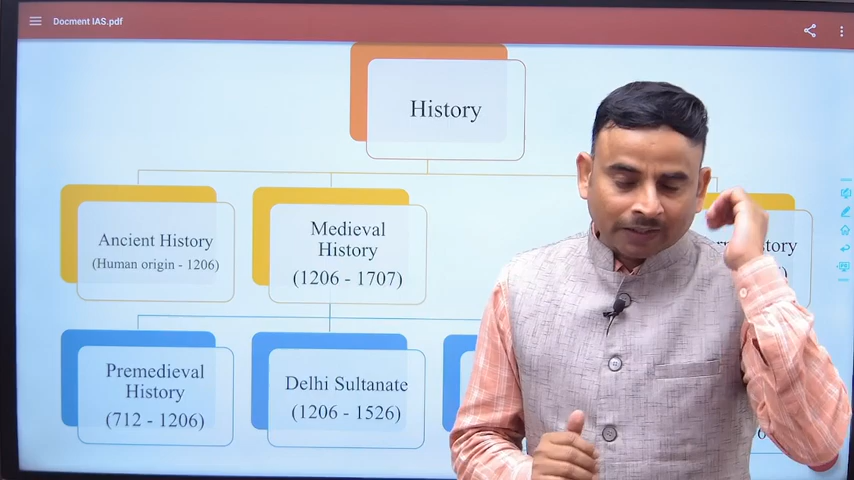 Docment IAS.pdf
History
Ancient History
(Human origin - 1206)
Medieval
History
(1206 - 1707)
Premedieval
History
(712 - 1206)
Delhi Sultanate
(1206 - 1526)